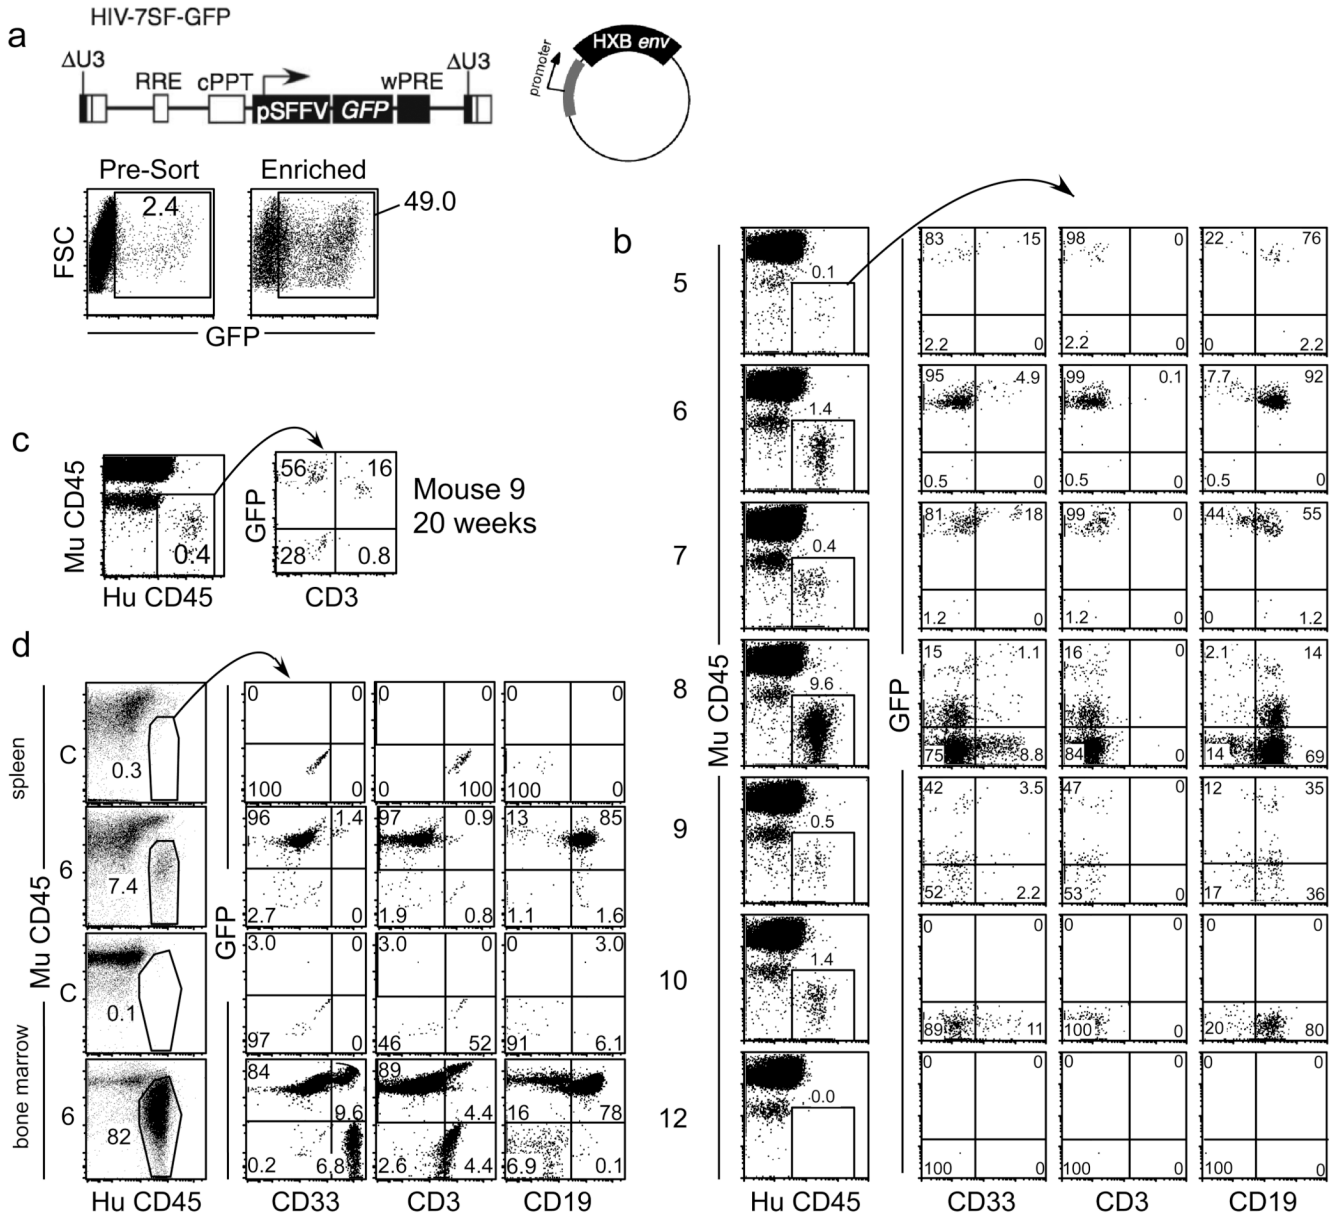 a
HIV-7SF-GFP
ΔU3
RRE
cPPT
wPRE
ΔU3
pSFFV
GFP
promoter
HXB env
Pre-Sort
Enriched
2.4
49.0
FSC
GFP
b
5
0.1
83 15
2.2 0
98 0
2.2 0
22 76
0 2.2
6
1.4
95 4.9
0.5 0
99 0.1
0.5 0
7.7 92
0.5 0
7
0.4
81 18
1.2 0
99 0
1.2 0
44 55
0 1.2
8
9.6
15 1.1
75 8.8
16 0
84 0
2.1 14
14 69
9
0.5
42 3.5
52 2.2
47 0
53 0
12 35
17 36
10
1.4
0 0
89 11
0 0
100 0
0 0
20 80
12
0.0
0 0
100 0
0 0
100 0
0 0
100 0
Mu CD45
GFP
Hu CD45
CD33
CD3
CD19
c
Mu CD45
0.4
Hu CD45
GFP
56 16
28 0.8
CD3
Mouse 9
20 weeks
d
spleen
bone marrow
Mu CD45
GFP
C
0.3
0 0
100 0
0 0
0 100
0 0
100 0
6
7.4
96 1.4
2.7 0
97 0.9
1.9 0.8
13 85
1.1 1.6
C
0.1
3.0 0
97 0
3.0 0
46 52
0 3.0
91 6.1
6
82
84
9.6
0.2 6.8
89
4.4
2.6 4.4
16 78
6.9 0.1
Hu CD45
CD33
CD3
CD19